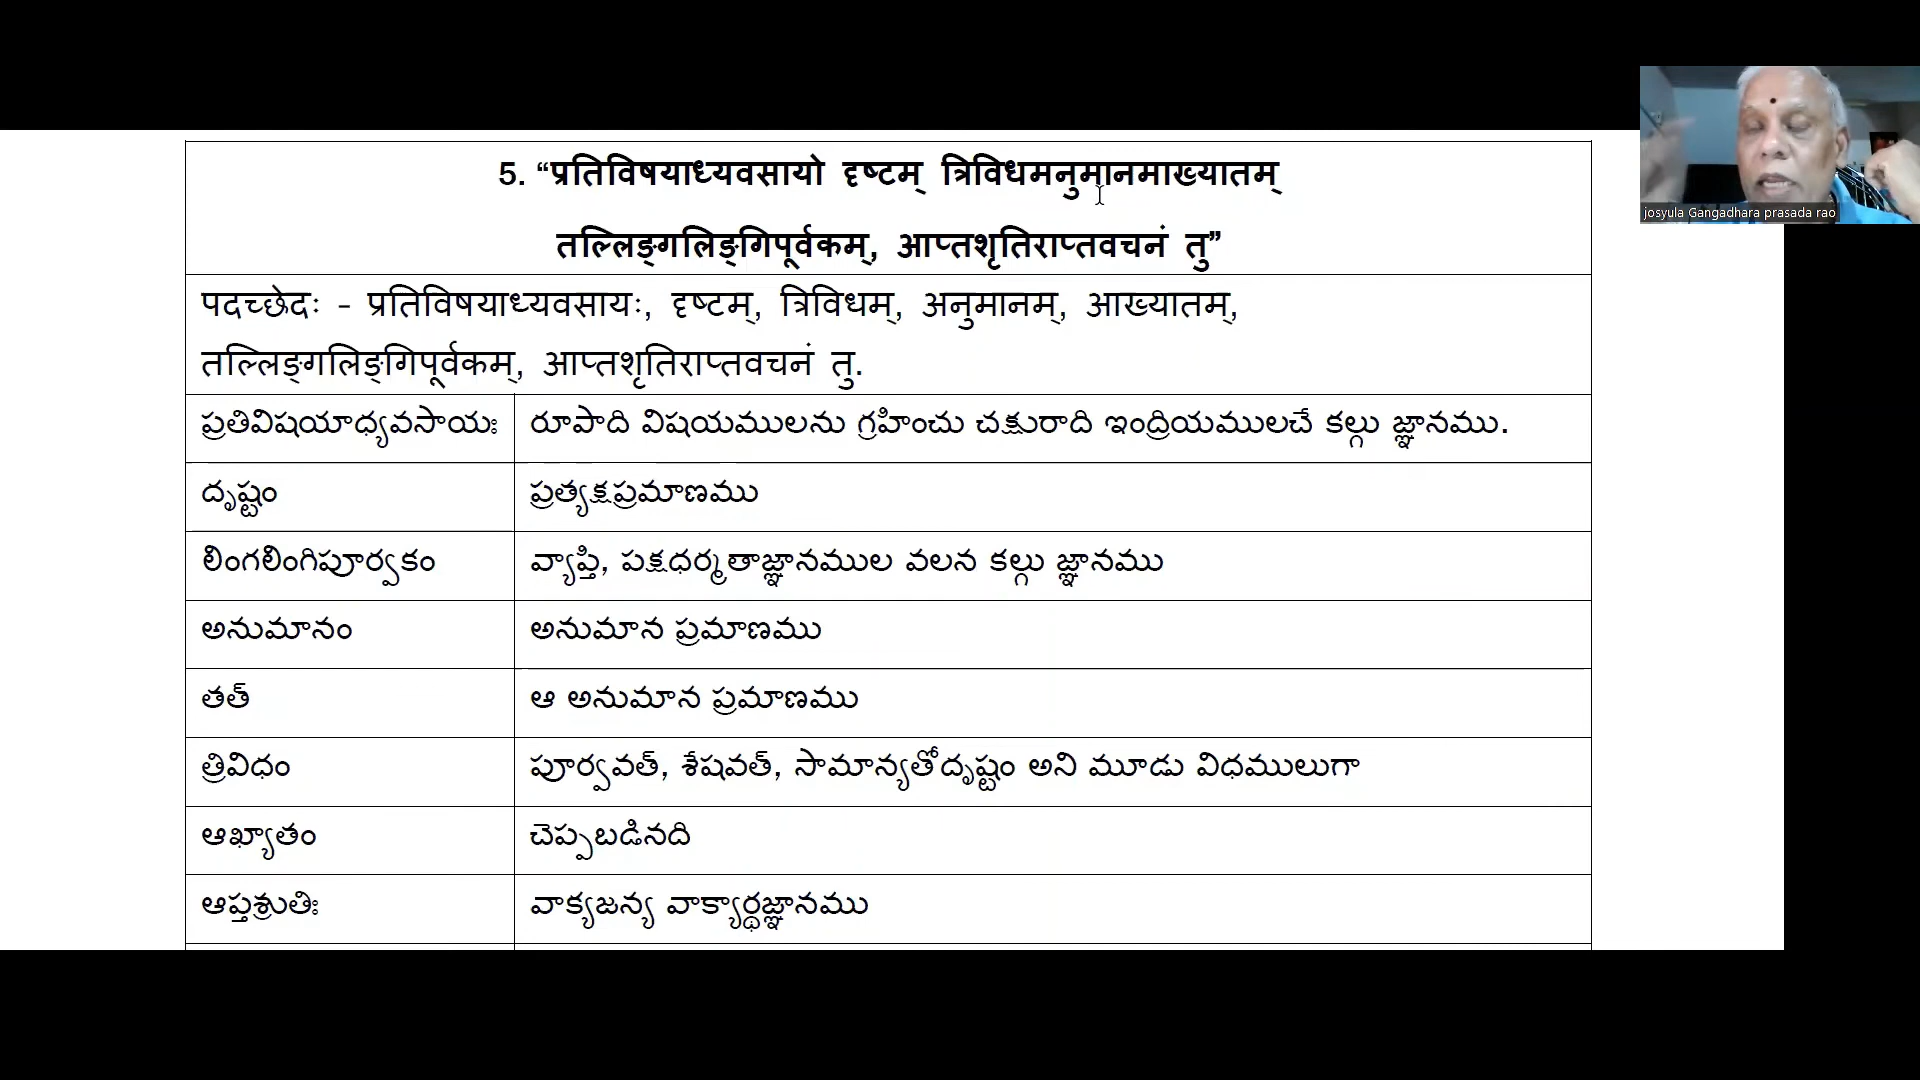 5. “प्रतिविषयाध्यवसायो दृष्टम् त्रिविधमनुमानमाख्यातम्
तल्लिङ्गलिङ्गिपूर्वकम्, आप्तशृतिराप्तवचनं तु”
पदच्छेदः - प्रतिविषयाध्यवसायः, दृष्टम्, त्रिविधम्, अनुमानम्, आख्यातम्,
तल्लिङ्गलिङ्गिपूर्वकम्, आप्तशृतिराप्तवचनं तु.
ప్రతివిషయాధ్యవసాయః రూపాది విషయములను గ్రహించు చక్షురాది ఇంద్రియములచే కల్గు జ్ఞానము.
దృష్టం ప్రత్యక్షప్రమాణము
లింగలింగిపూర్వకం వ్యాప్తి, పక్షధర్మతాజ్ఞానముల వలన కల్గు జ్ఞానము
అనుమానం అనుమాన ప్రమాణము
తత్ ఆ అనుమాన ప్రమాణము
త్రివిధం పూర్వవత్, శేషవత్, సామాన్యతోదృష్టం అని మూడు విధములుగా
ఆఖ్యాతం చెప్పబడినది
ఆప్తశ్రుతిః వాక్యజన్య వాక్యార్థజ్ఞానము
josyula Gangadhara prasada rao